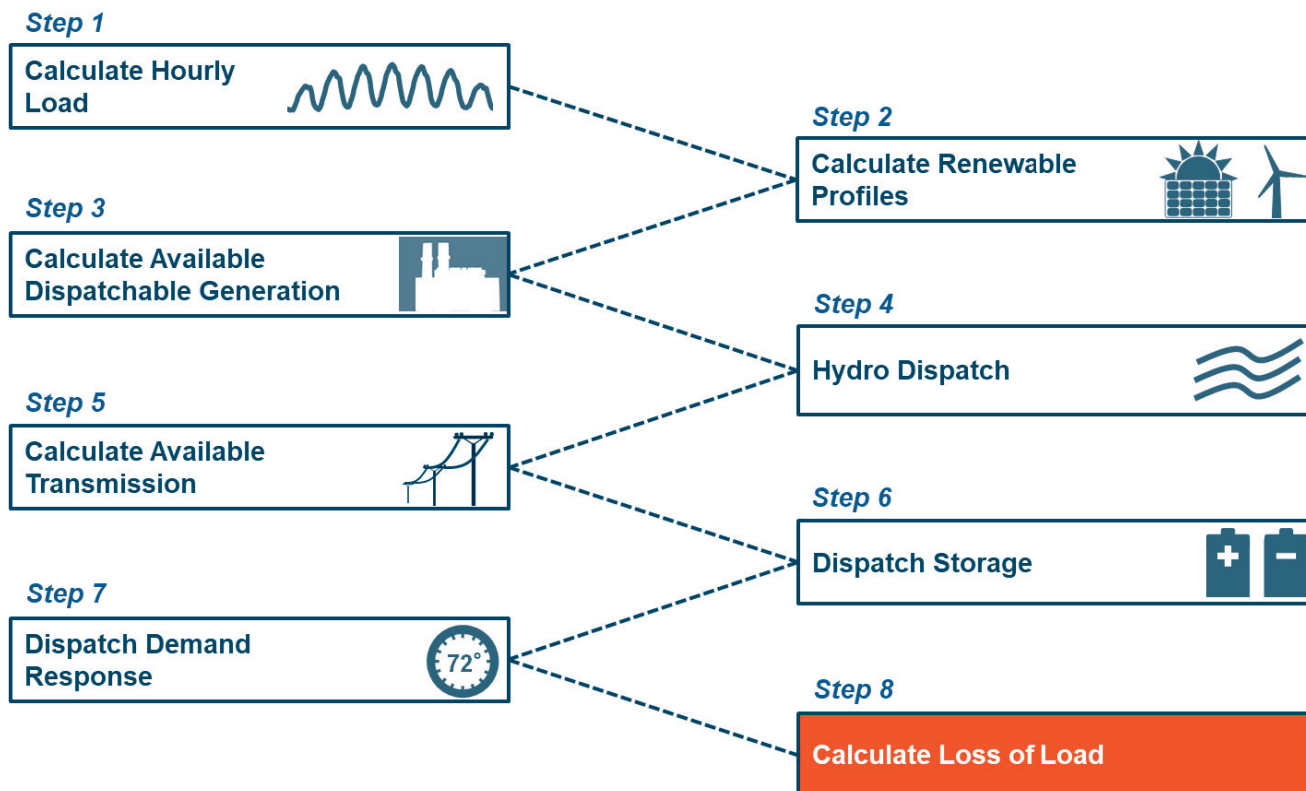 Step 1
Calculate Hourly
Load
Step 2
Calculate Renewable
Profiles
Step 3
Calculate Available
Dispatchable Generation
Step 4
Hydro Dispatch
Step 5
Calculate Available
Transmission
Step 6
Dispatch Storage
+ −
Step 7
Dispatch Demand
Response
72°
Step 8
Calculate Loss of Load